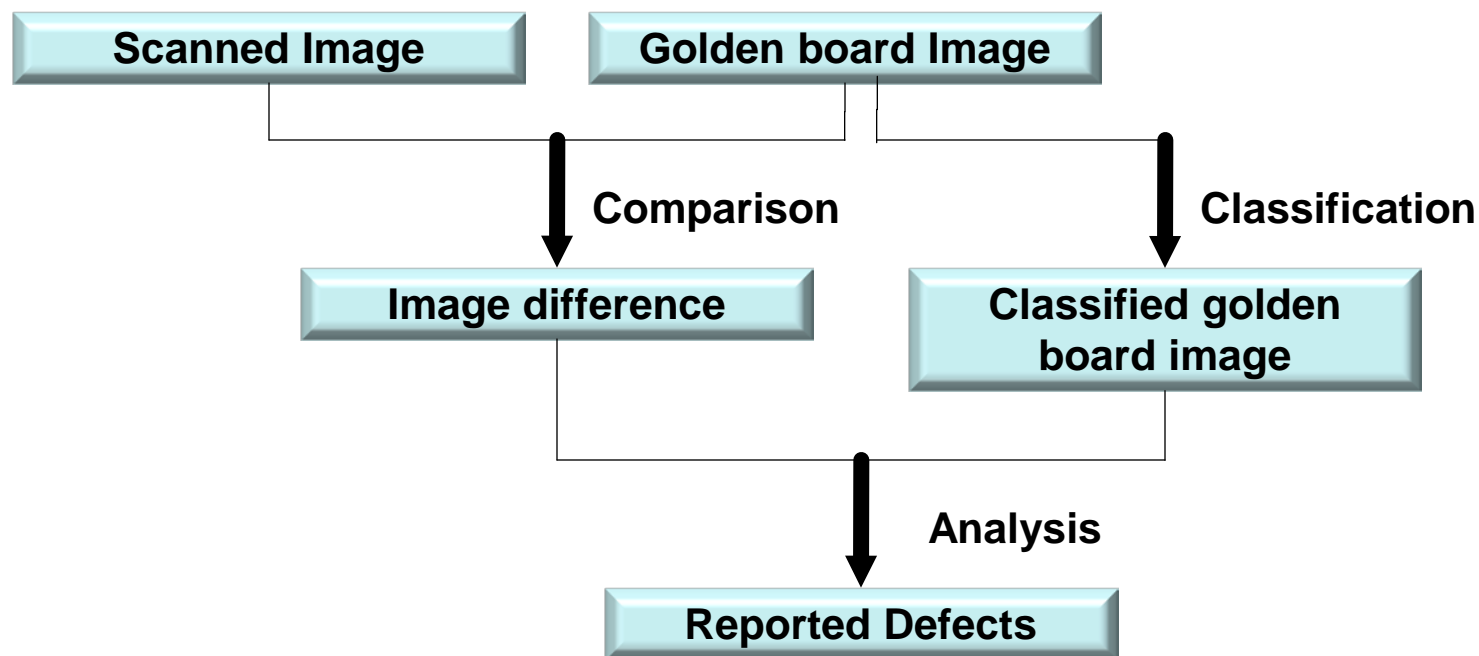 Scanned Image
Golden board Image
Comparison
Classification
Image difference
Classified golden
board image
Analysis
Reported Defects